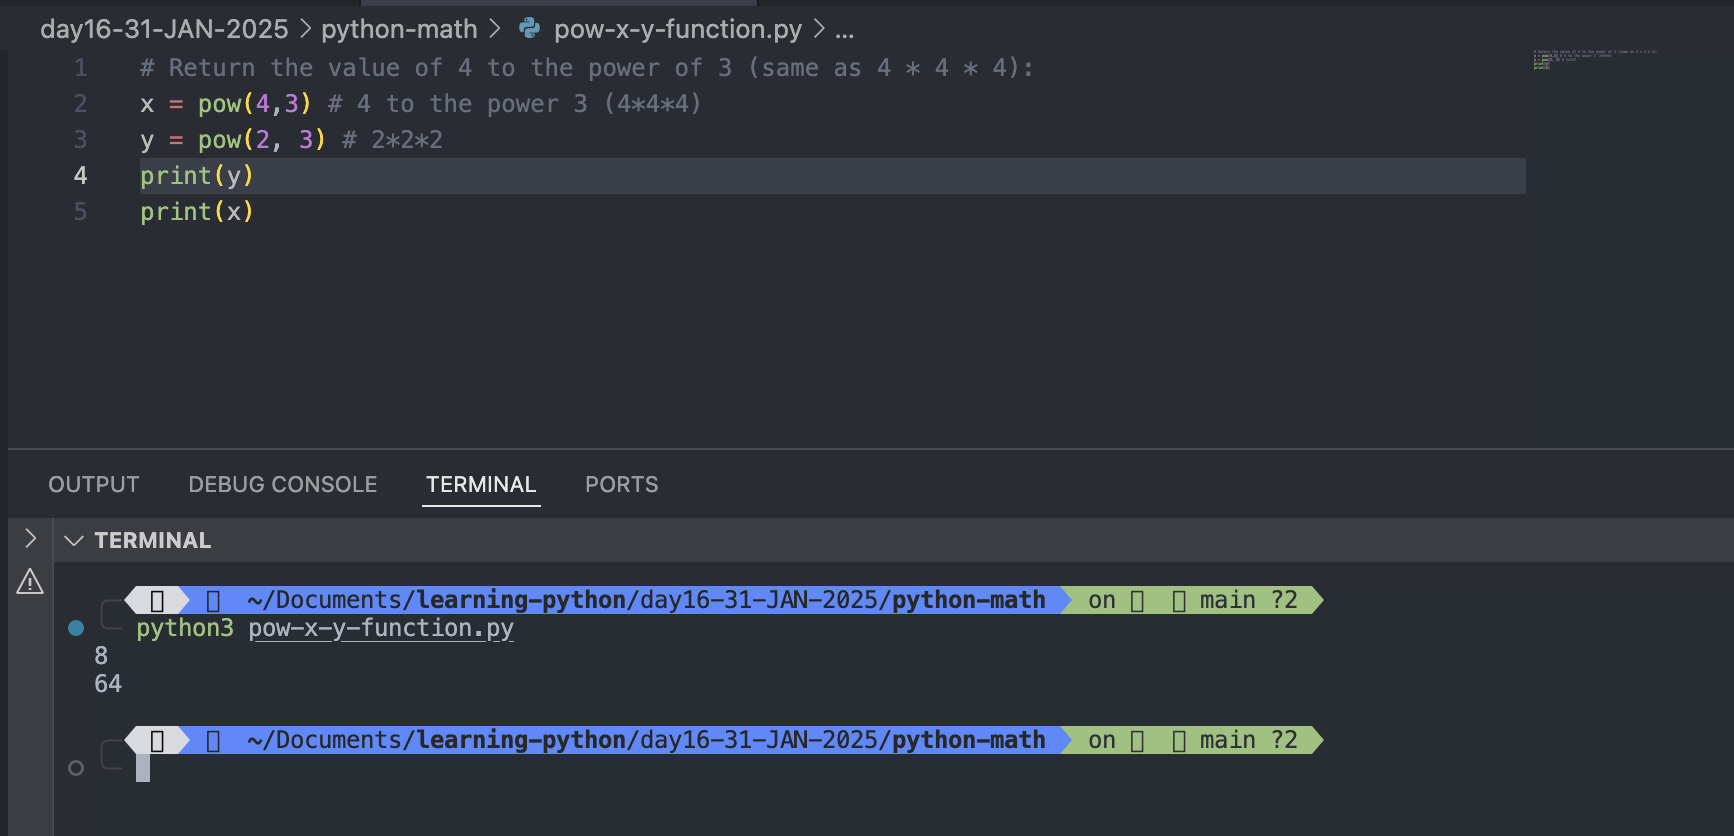 day16-31-JAN-2025 > python-math > pow-x-y-function.py > ...
1 # Return the value of 4 to the power of 3 (same as 4 * 4 * 4):
2 x = pow(4,3) # 4 to the power 3 (4*4*4)
3 y = pow(2, 3) # 2*2*2
4 print(y)
5 print(x)
OUTPUT DEBUG CONSOLE TERMINAL PORTS
TERMINAL
~/Documents/learning-python/day16-31-JAN-2025/python-math on main ?2
python3 pow-x-y-function.py
8
64
~/Documents/learning-python/day16-31-JAN-2025/python-math on main ?2